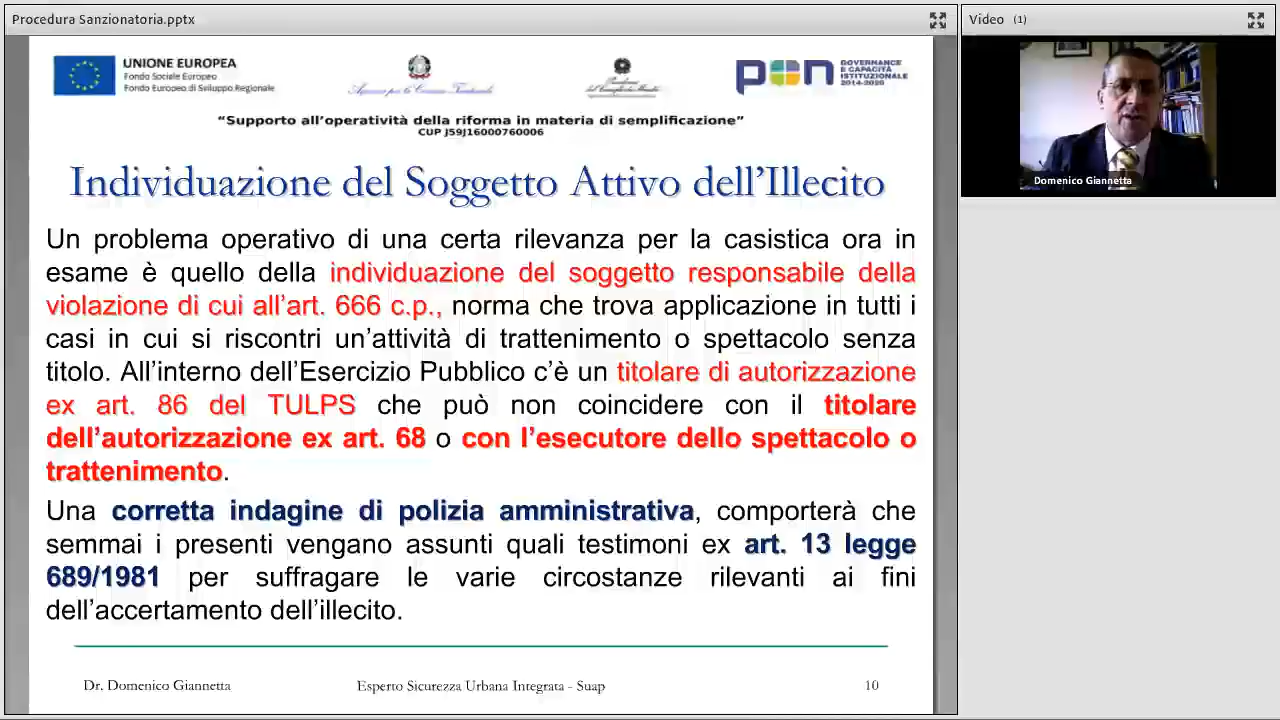 Procedura Sanzionatoria.pptx
Video (1)
UNIONE EUROPEA
Fondo Sociale Europeo
Fondo Europeo di Sviluppo Regionale
Agenzia per la Coesione Territoriale
pon
GOVERNANCE
E CAPACITÀ
ISTITUZIONALE
2014-2020
“Supporto all’operatività della riforma in materia di semplificazione”
CUP J59J16000760006
Domenico Giannetta
Individuazione del Soggetto Attivo dell’Illecito
Un problema operativo di una certa rilevanza per la casistica ora in
esame è quello della individuazione del soggetto responsabile della
violazione di cui all’art. 666 c.p., norma che trova applicazione in tutti i
casi in cui si riscontri un’attività di trattenimento o spettacolo senza
titolo. All’interno dell’Esercizio Pubblico c’è un titolare di autorizzazione
ex art. 86 del TULPS che può non coincidere con il titolare
dell’autorizzazione ex art. 68 o con l’esecutore dello spettacolo o
trattenimento.
Una corretta indagine di polizia amministrativa, comporterà che
semmai i presenti vengano assunti quali testimoni ex art. 13 legge
689/1981 per suffragare le varie circostanze rilevanti ai fini
dell’accertamento dell’illecito.
Dr. Domenico Giannetta
Esperto Sicurezza Urbana Integrata - Suap
10